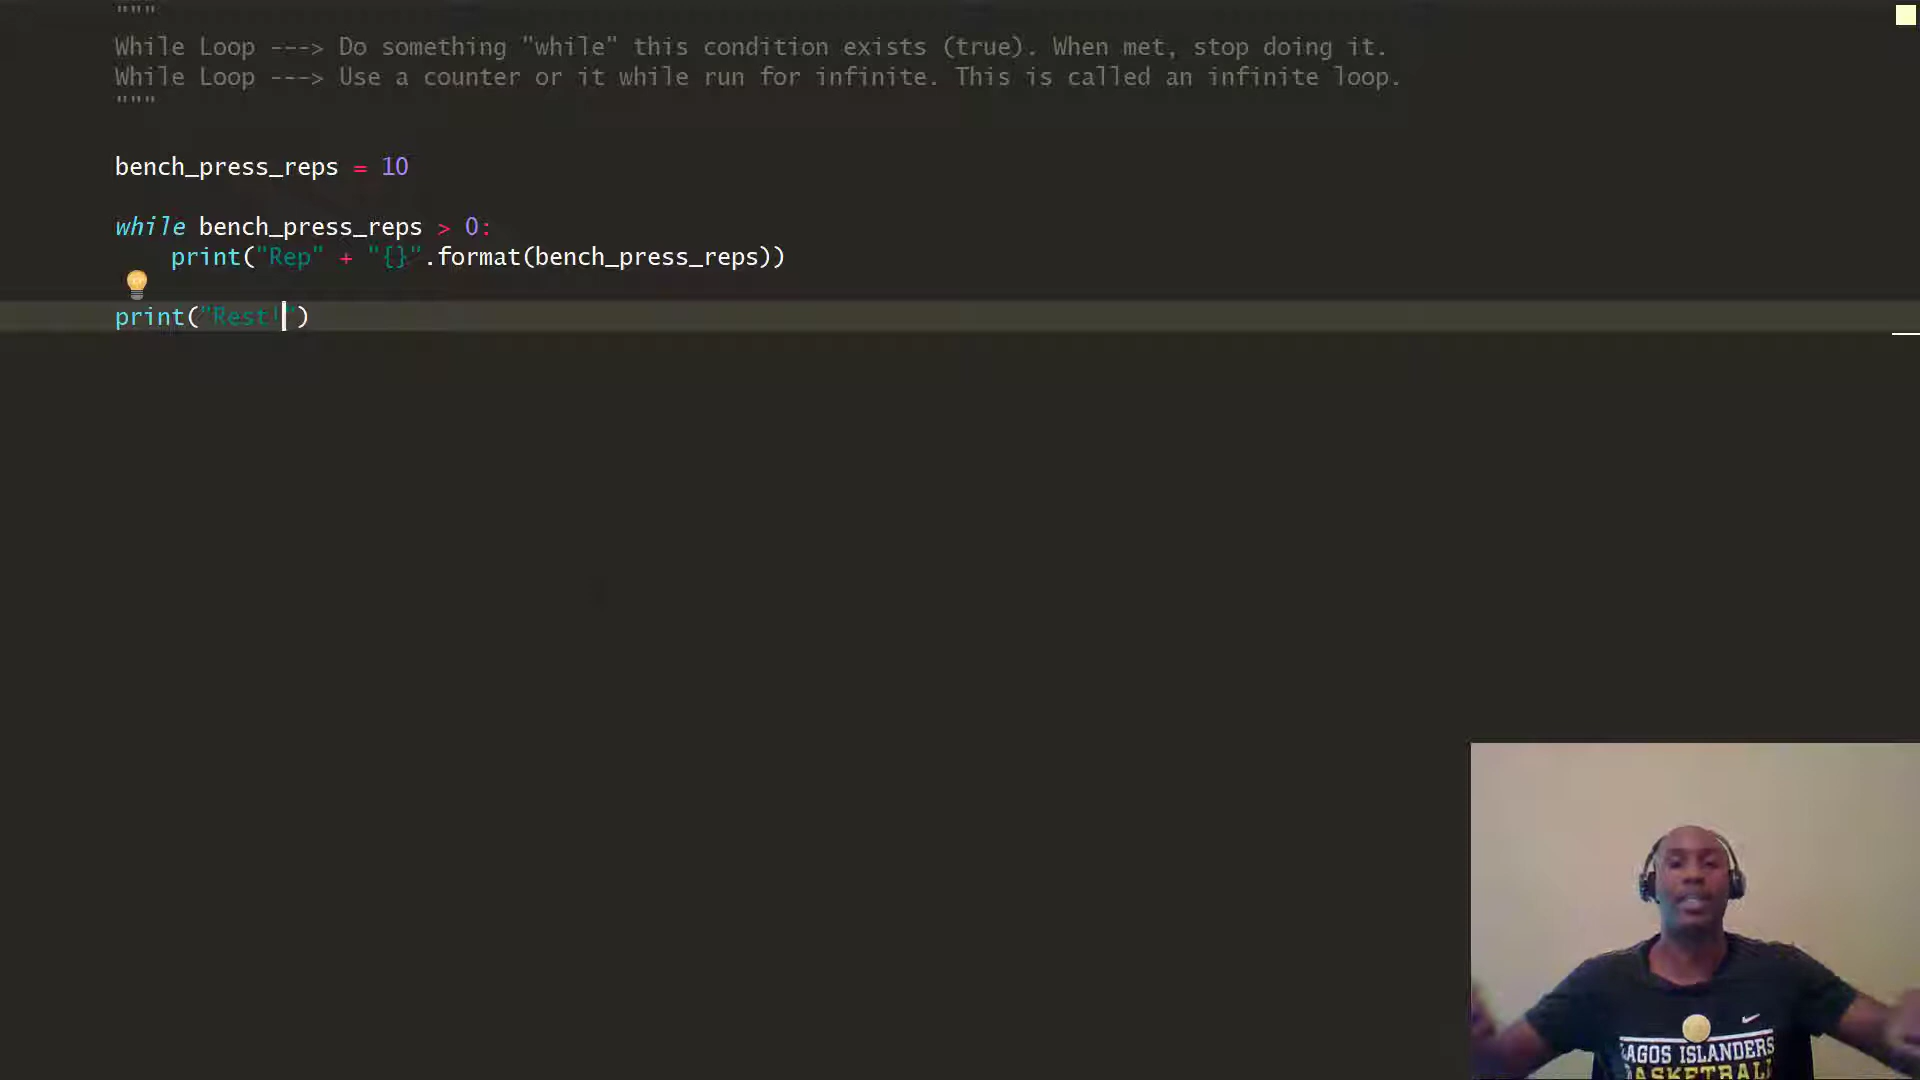 """
While Loop ---> Do something "while" this condition exists (true). When met, stop doing it.
While Loop ---> Use a counter or it while run for infinite. This is called an infinite loop.
"""
bench_press_reps = 10
while bench_press_reps > 0:
    print("Rep" + "{}".format(bench_press_reps))
print("Rest!")
LAGOS ISLANDERS
BASKETBALL